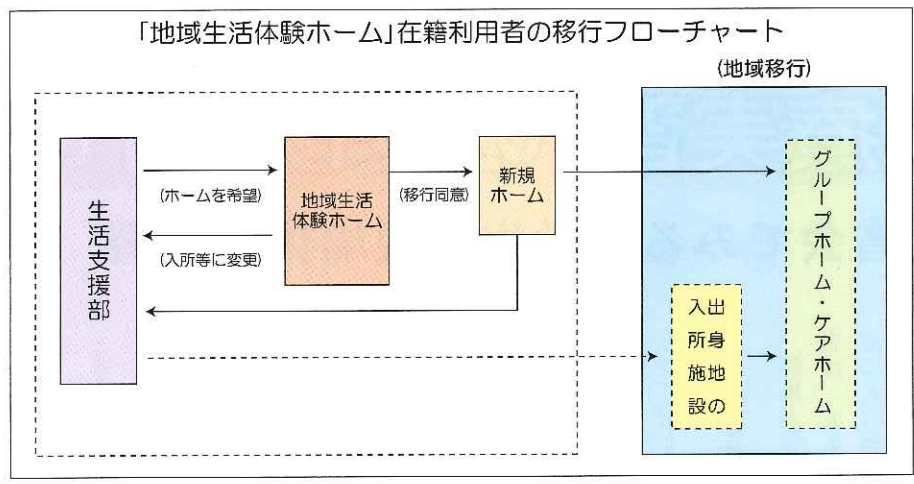 「地域生活体験ホーム」在籍利用者の移行フローチャート
(地域移行)
生活支援部
(ホームを希望)
(入所等に変更)
地域生活
体験ホーム
(移行同意)
新規
ホーム
出身地の
入所施設
グループホーム・ケアホーム